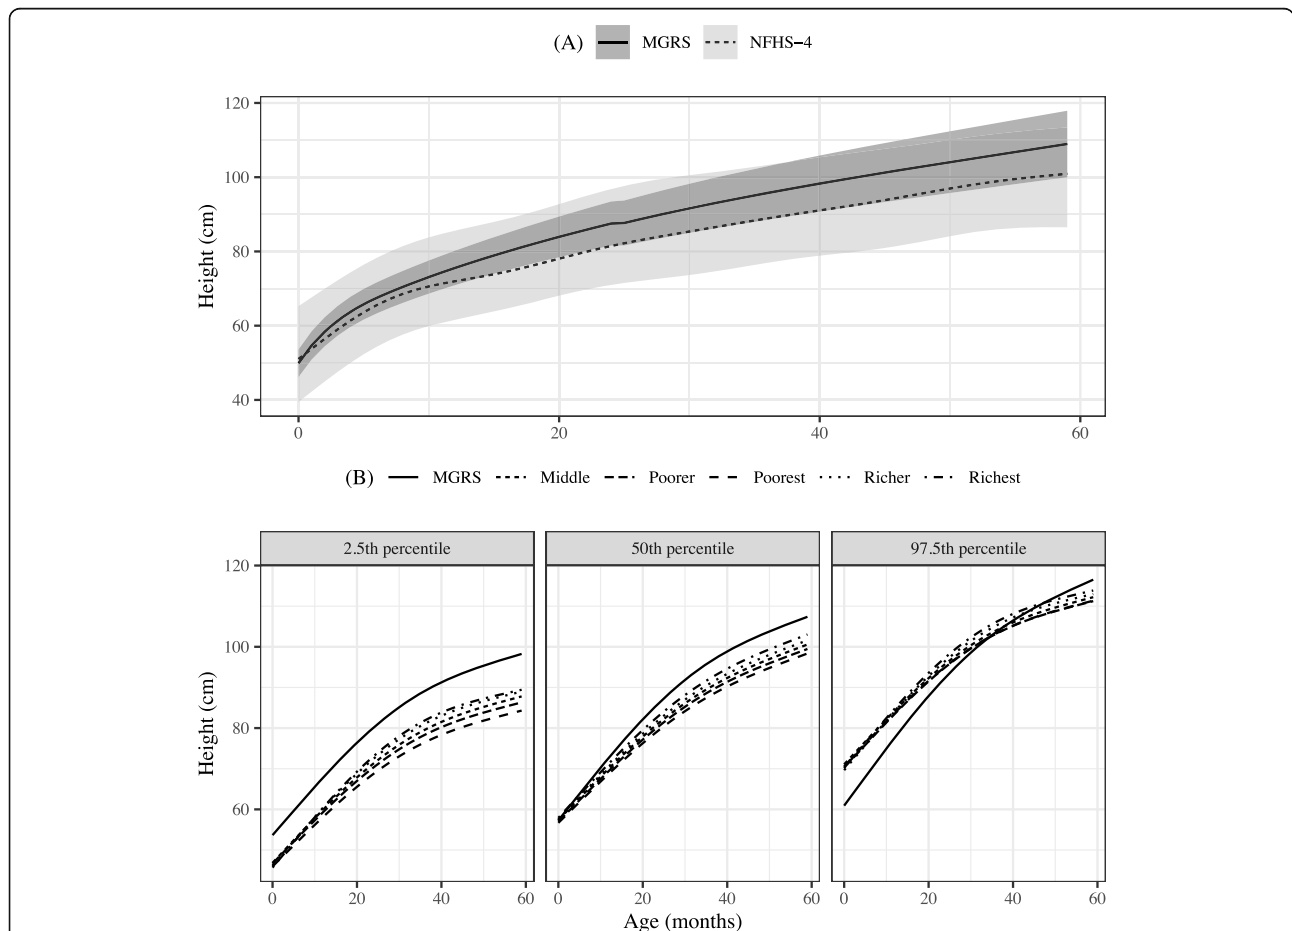 (A) MGRS NFHS−4
120
100
80
60
40
Height (cm)
0 20 40 60
(B) MGRS Middle Poorer Poorest Richer Richest
2.5th percentile 50th percentile 97.5th percentile
120
100
80
60
Height (cm)
0 20 40 60 0 20 40 60 0 20 40 60
Age (months)